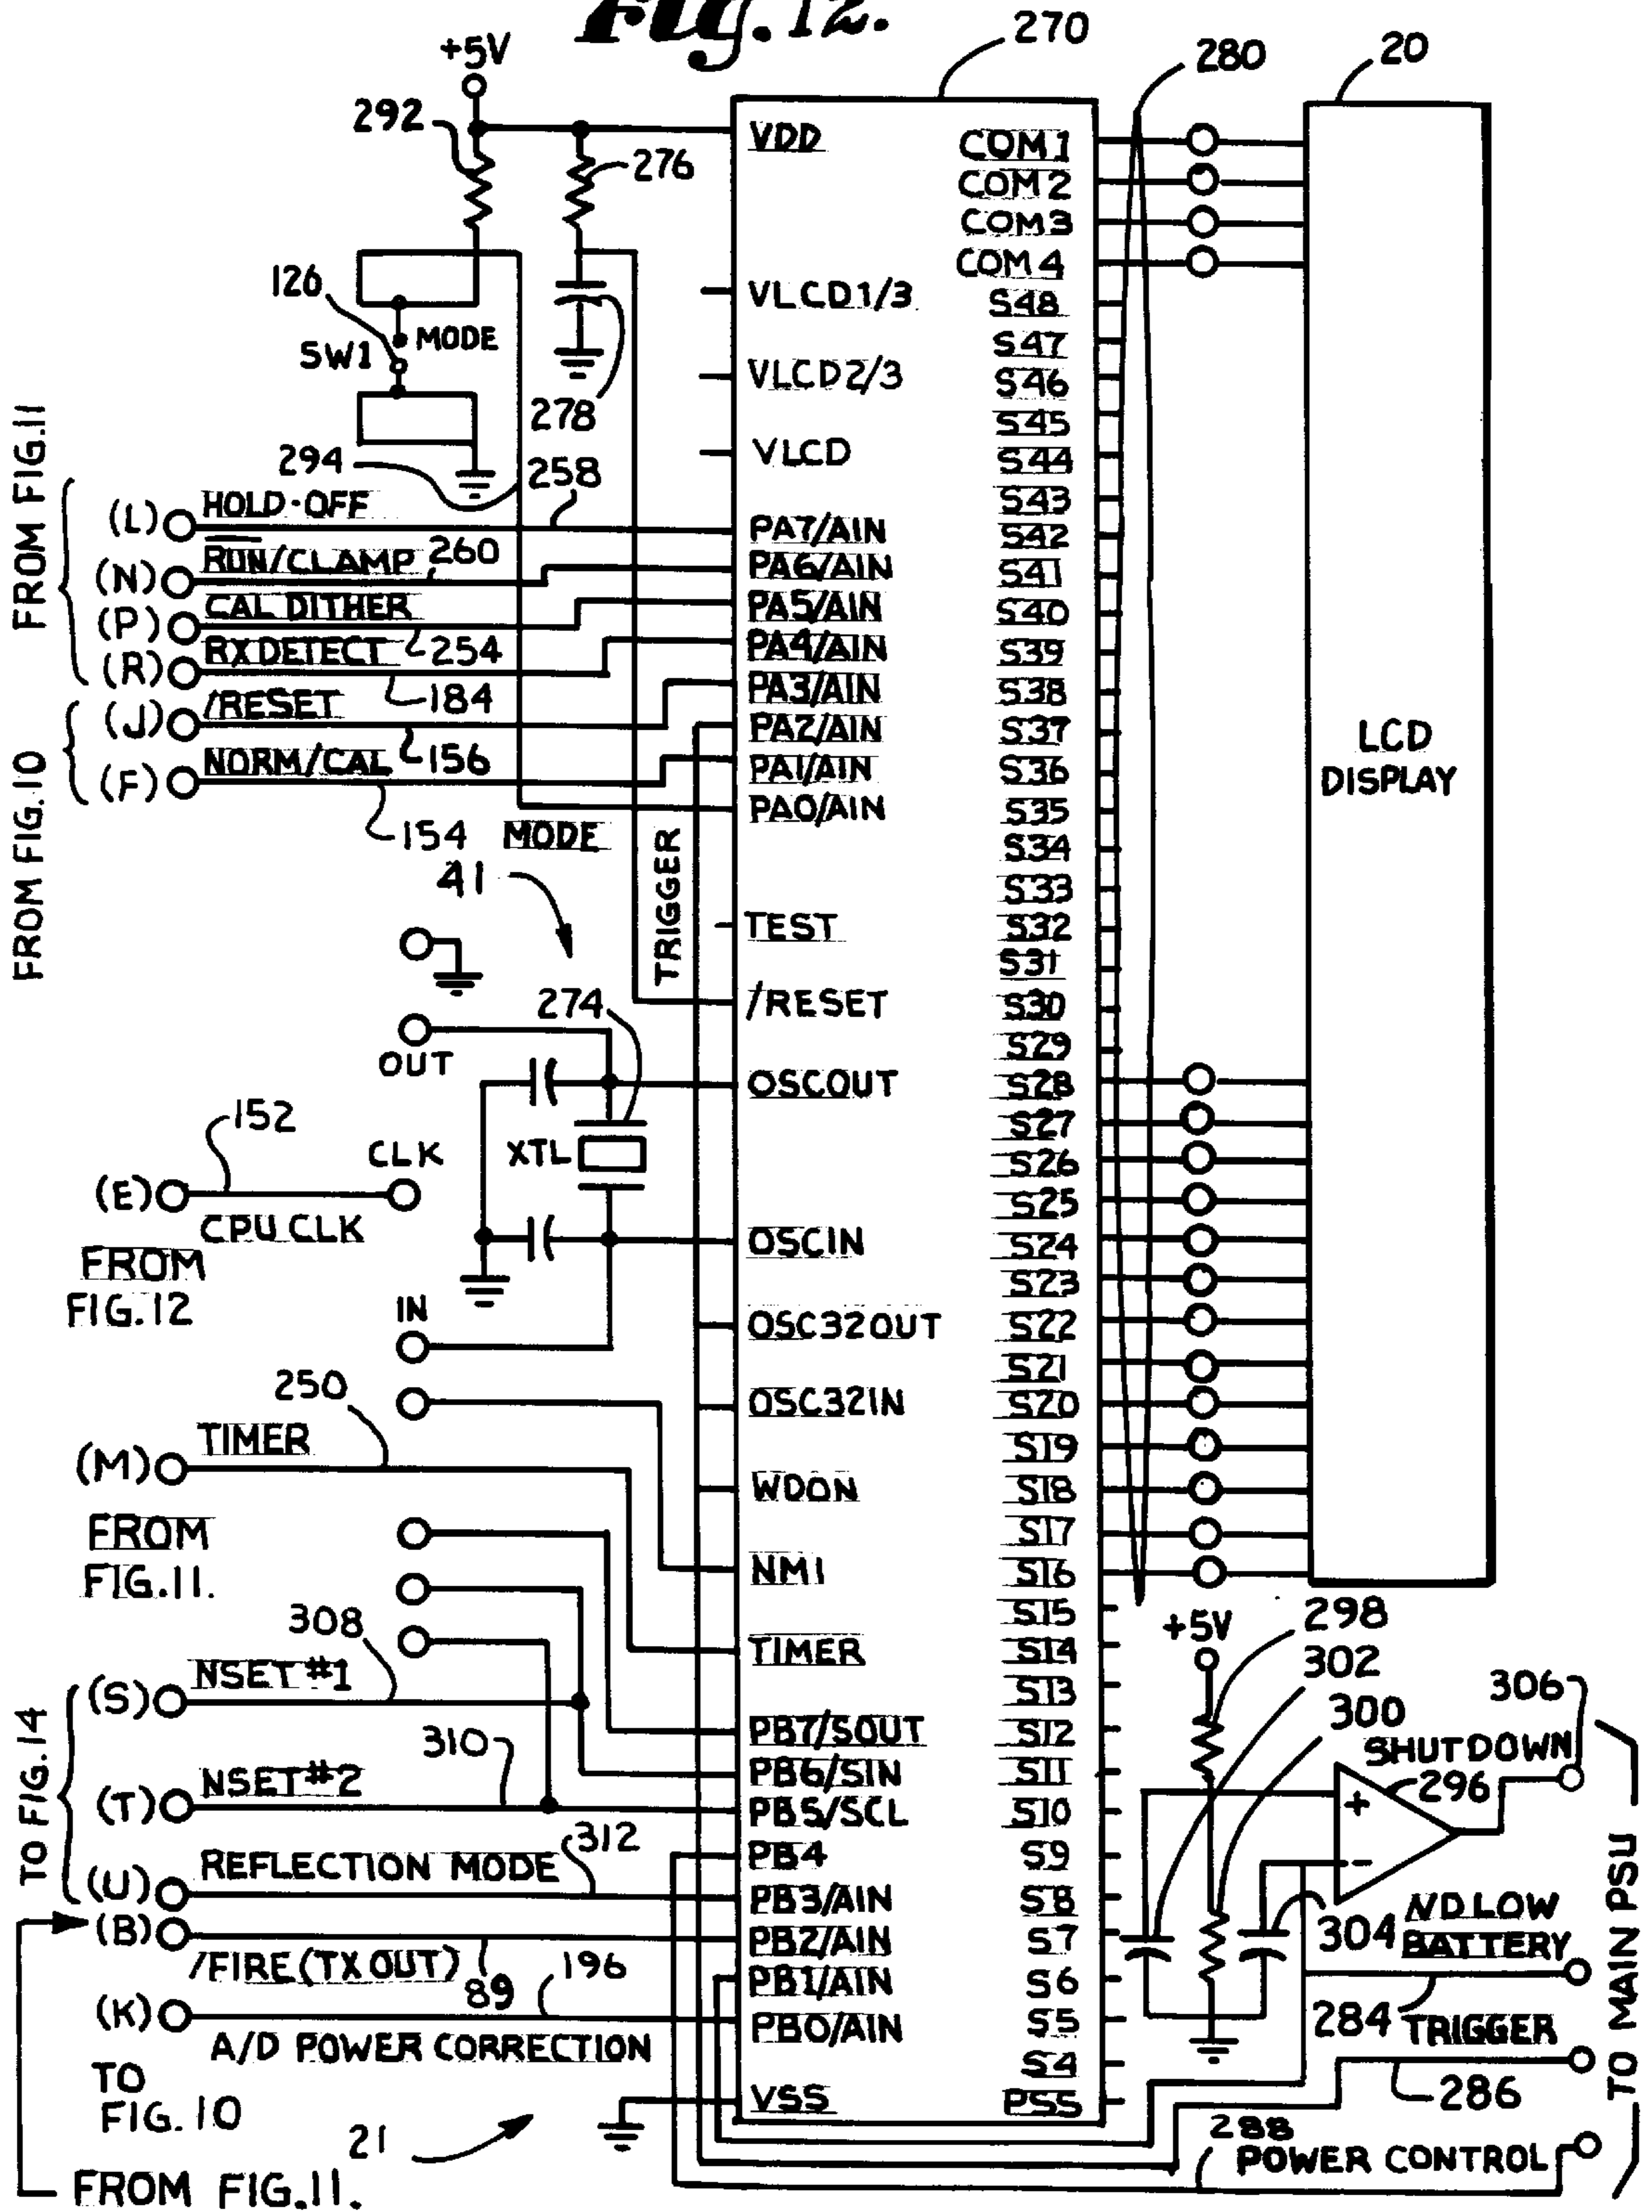 Fig. 12.
+5V
292
276
270
280
20
VDD
COM1
COM2
COM3
COM4
126
MODE
SW1
278
294
258
VLCD1/3
VLCD2/3
VLCD
S48
S47
S46
S45
S44
S43
S42
S41
S40
S39
S38
S37
S36
S35
S34
S33
S32
S31
S30
S29
S28
S27
S26
S25
S24
S23
S22
S21
S20
S19
S18
S17
S16
S15
S14
S13
S12
S11
S10
S9
S8
S7
S6
S5
S4
PSS
LCD
DISPLAY
FROM FIG.11
(L) HOLD-OFF
PA7/AIN
(N) RUN/CLAMP 260
PA6/AIN
(P) CAL DITHER
254
PA5/AIN
(R) RXDETECT
184
PA4/AIN
FROM FIG.10
(J) /RESET
156
PA3/AIN
PA2/AIN
(F) NORM/CAL
154
PA1/AIN
MODE
PA0/AIN
41
TRIGGER
TEST
/RESET
274
OUT
OSCOUT
152
CLK
XTL
(E)
CPU CLK
OSCIN
FROM
FIG.12
IN
OSC32OUT
250
OSC32IN
(M) TIMER
WDON
FROM
FIG.11.
NMI
308
TIMER
TO FIG.14
(S) NSET #1
PB7/SOUT
310
PB6/SIN
(T) NSET #2
PB5/SCL
312
PB4
(U) REFLECTION MODE
PB3/AIN
(B)
/FIRE (TX OUT)
89
PB2/AIN
196
PB1/AIN
(K)
A/D POWER CORRECTION
PB0/AIN
TO
FIG. 10
VSS
21
FROM FIG.11.
+5V
298
302
300
306
SHUTDOWN
296
+
-
304
ND LOW
BATTERY
284
TRIGGER
286
288
POWER CONTROL
TO MAIN PSU